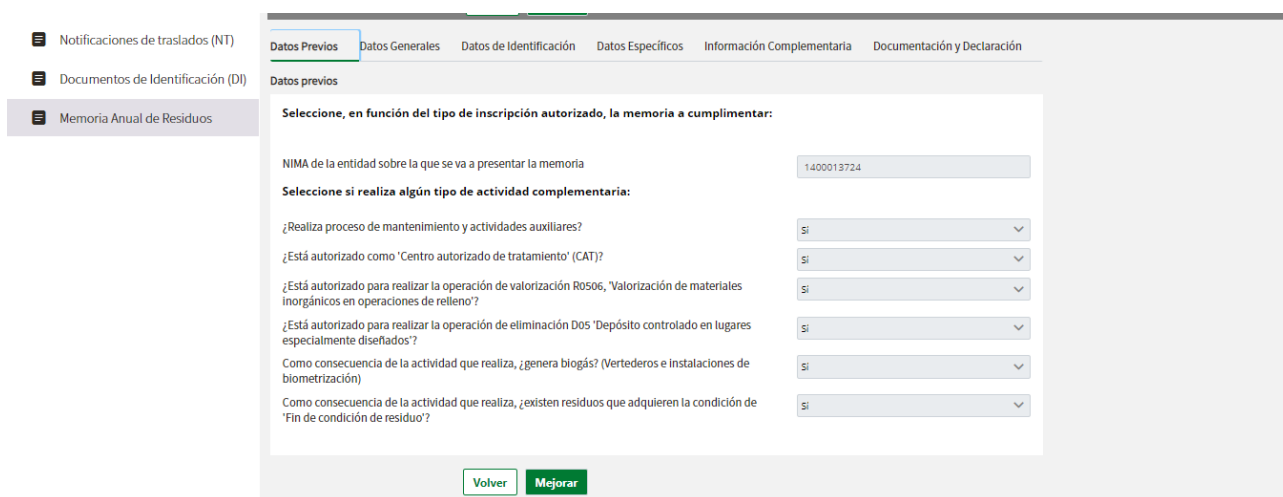 Notificaciones de traslados (NT)
Documentos de Identificación (DI)
Memoria Anual de Residuos
Datos Previos Datos Generales Datos de Identificación Datos Específicos Información Complementaria Documentación y Declaración
Datos previos
Seleccione, en función del tipo de inscripción autorizado, la memoria a cumplimentar:
NIMA de la entidad sobre la que se va a presentar la memoria 1400013724
Seleccione si realiza algún tipo de actividad complementaria:
¿Realiza proceso de mantenimiento y actividades auxiliares? Si
¿Está autorizado como 'Centro autorizado de tratamiento' (CAT)? Si
¿Está autorizado para realizar la operación de valorización R0506, 'Valorización de materiales
inorgánicos en operaciones de relleno'? Si
¿Está autorizado para realizar la operación de eliminación D05 'Depósito controlado en lugares
especialmente diseñados'? Si
Como consecuencia de la actividad que realiza, ¿genera biogás? (Vertederos e instalaciones de
biometrización) Si
Como consecuencia de la actividad que realiza, ¿existen residuos que adquieren la condición de
'Fin de condición de residuo'? Si
Volver Mejorar